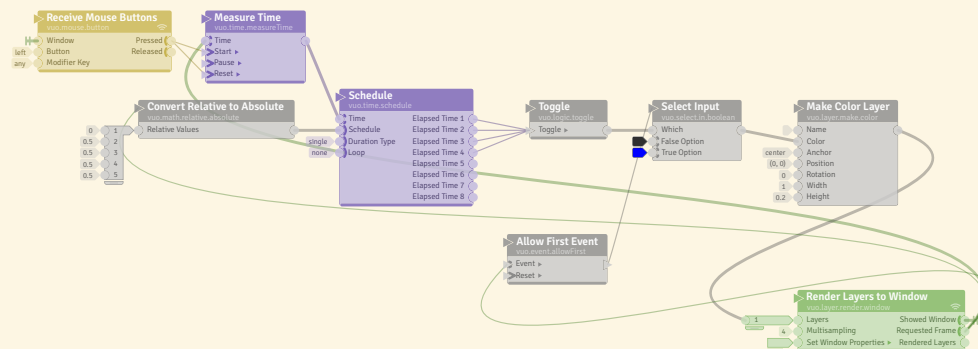 Receive Mouse Buttons
vuo.mouse.button
Window Pressed
left Button Released
any Modifier Key
Measure Time
vuo.time.measureTime
Time
Start
Pause
Reset
Convert Relative to Absolute
vuo.math.relative.absolute
Relative Values
0 1
0.5 2
0.5 3
0.5 4
0.5 5
Schedule
vuo.time.schedule
Time Elapsed Time 1
Schedule Elapsed Time 2
single Duration Type Elapsed Time 3
none Loop Elapsed Time 4
Elapsed Time 5
Elapsed Time 6
Elapsed Time 7
Elapsed Time 8
Toggle
vuo.logic.toggle
Toggle
Select Input
vuo.select.in.boolean
Which
False Option
True Option
Make Color Layer
vuo.layer.make.color
Name
Color
center Anchor
(0, 0) Position
0 Rotation
1 Width
0.2 Height
Allow First Event
vuo.event.allowFirst
Event
Reset
Render Layers to Window
vuo.layer.render.window
1 Layers Showed Window
4 Multisampling Requested Frame
Set Window Properties Rendered Layers